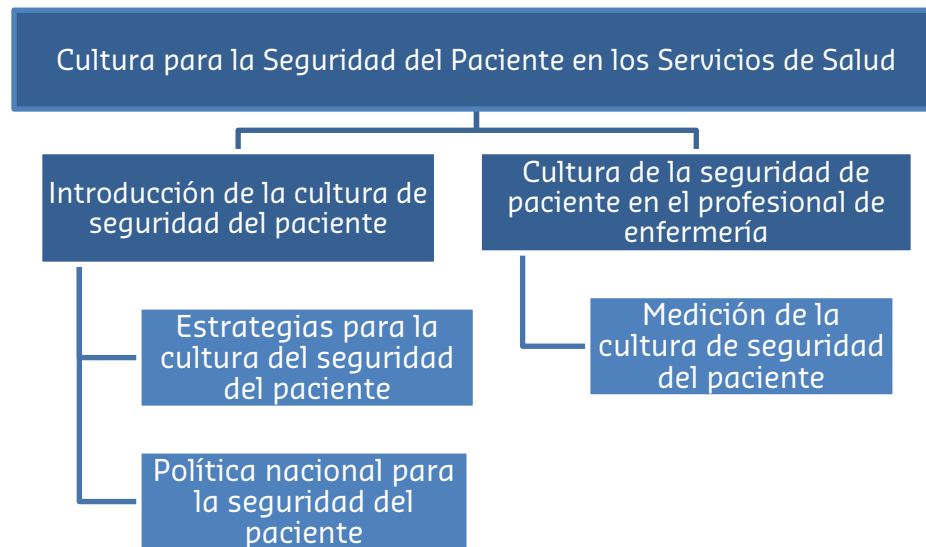 Cultura para la Seguridad del Paciente en los Servicios de Salud
Introducción de la cultura de
seguridad del paciente
Estrategias para la
cultura del seguridad
del paciente
Política nacional para
la seguridad del
paciente
Cultura de la seguridad de
paciente en el profesional de
enfermería
Medición de la
cultura de seguridad
del paciente